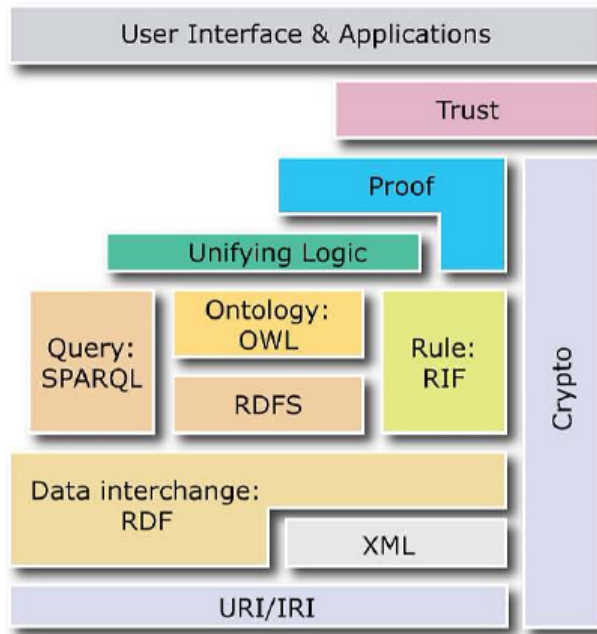 User Interface & Applications
Trust
Proof
Unifying Logic
Query:
SPARQL
Ontology:
OWL
RDFS
Rule:
RIF
Crypto
Data interchange:
RDF
XML
URI/IRI